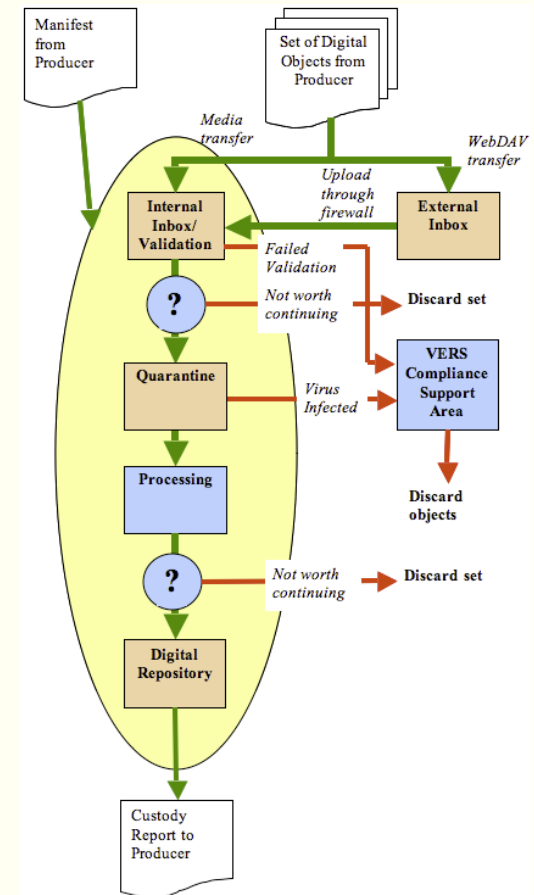 Manifest
from
Producer
Set of Digital
Objects from
Producer
Media
transfer
WebDAV
transfer
Upload
through
firewall
Internal
Inbox/
Validation
External
Inbox
Failed
Validation
?
Not worth
continuing
Discard set
VERS
Compliance
Support
Area
Quarantine
Virus
Infected
Processing
Discard
objects
?
Not worth
continuing
Discard set
Digital
Repository
Custody
Report to
Producer